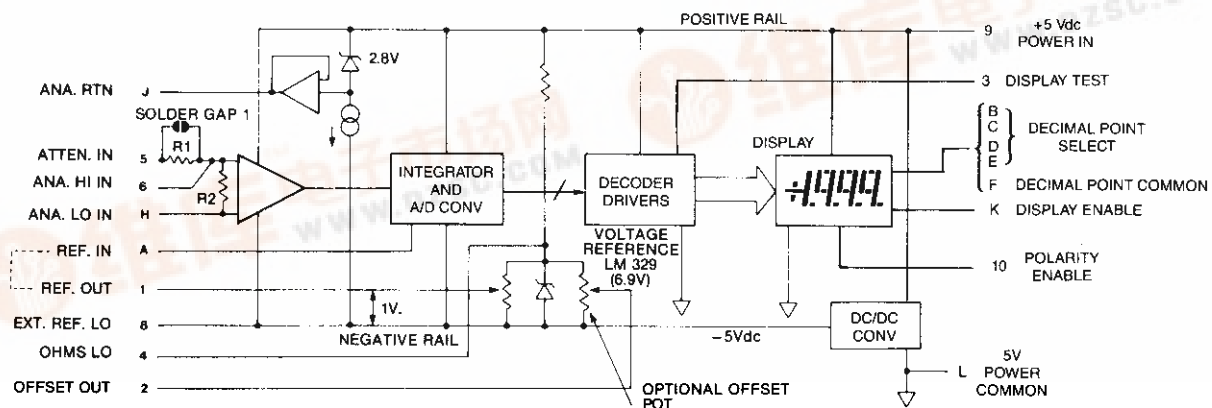 POSITIVE RAIL
9 +5 Vdc
POWER IN
2.8V
ANA. RTN J
3 DISPLAY TEST
SOLDER GAP 1
R1
ATTEN. IN 5
ANA. HI IN 6
R2
ANA. LO IN H
INTEGRATOR
AND
A/D CONV
DECODER
DRIVERS
DISPLAY
+1999
B
C
D
E
DECIMAL POINT
SELECT
F DECIMAL POINT COMMON
K DISPLAY ENABLE
REF. IN A
VOLTAGE
REFERENCE
LM 329
(6.9V)
10 POLARITY
ENABLE
REF. OUT 1
1V.
EXT. REF. LO 8
NEGATIVE RAIL
-5Vdc
DC/DC
CONV
OHMS LO 4
L 5V
POWER
COMMON
OFFSET OUT 2
OPTIONAL OFFSET
POT